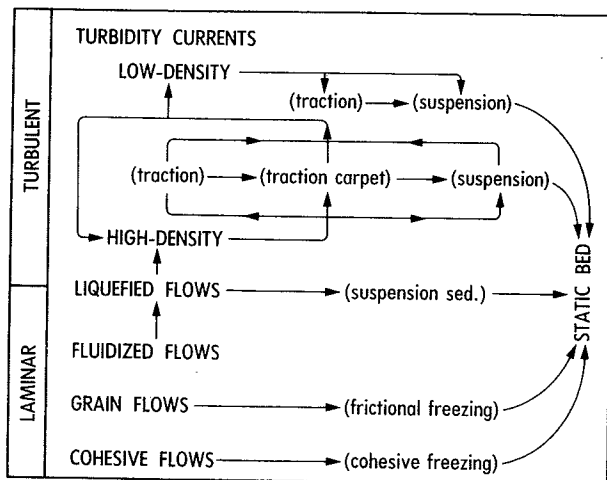 TURBULENT
LAMINAR
TURBIDITY CURRENTS
LOW-DENSITY
(traction)
(suspension)
(traction)
(traction carpet)
(suspension)
HIGH-DENSITY
LIQUEFIED FLOWS
(suspension sed.)
FLUIDIZED FLOWS
GRAIN FLOWS
(frictional freezing)
COHESIVE FLOWS
(cohesive freezing)
STATIC BED